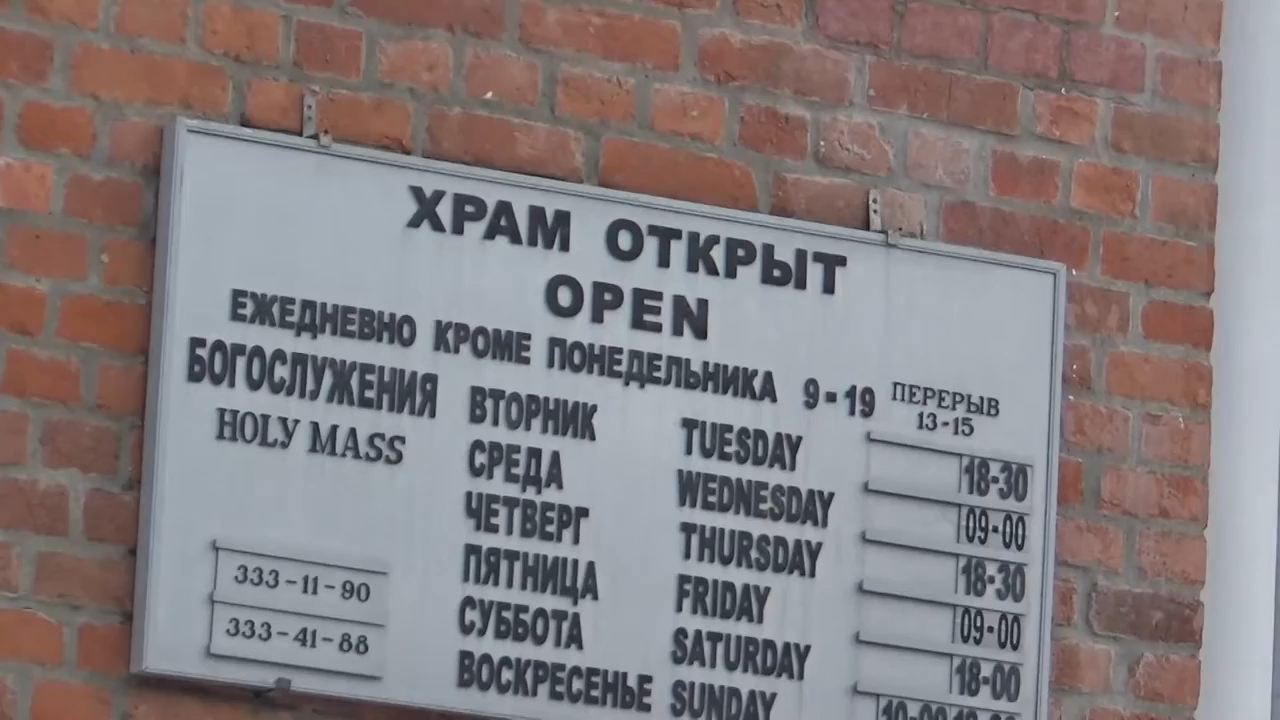 ХРАМ ОТКРЫТ
OPEN
ЕЖЕДНЕВНО КРОМЕ ПОНЕДЕЛЬНИКА 9-19 ПЕРЕРЫВ 13-15
БОГОСЛУЖЕНИЯ
HOLY MASS
ВТОРНИК TUESDAY 18-30
СРЕДА WEDNESDAY 09-00
ЧЕТВЕРГ THURSDAY 18-30
ПЯТНИЦА FRIDAY 09-00
СУББОТА SATURDAY 18-00
ВОСКРЕСЕНЬЕ SUNDAY
333-11-90
333-41-88